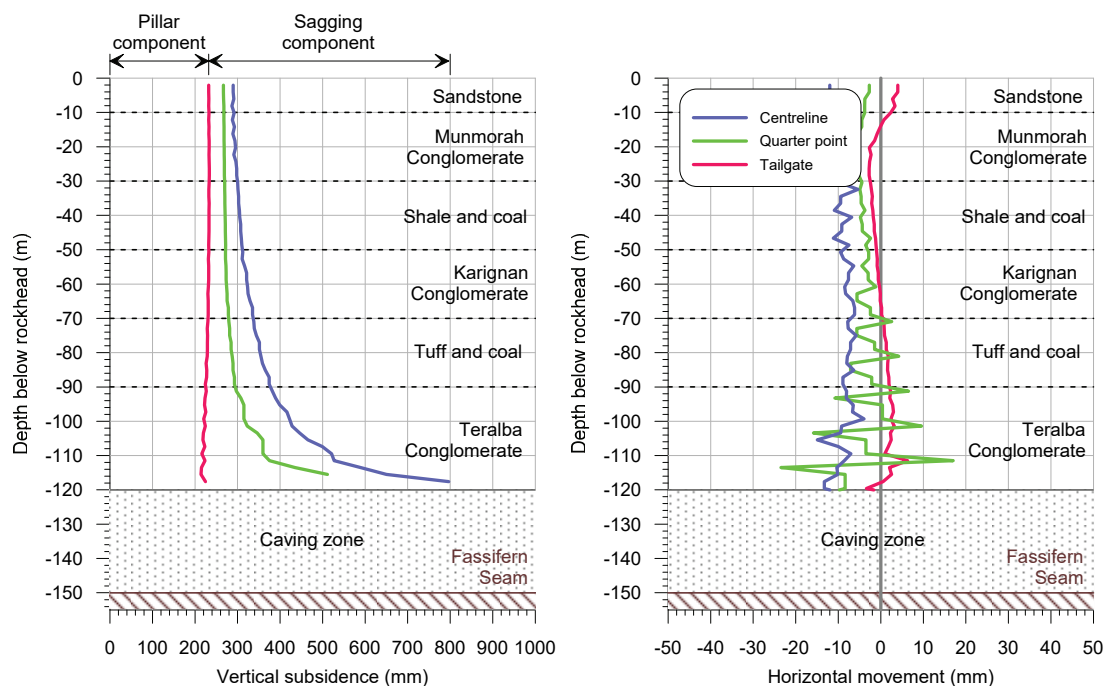 Pillar
component
Sagging
component
0
-10
-20
-30
-40
-50
-60
-70
-80
-90
-100
-110
-120
-130
-140
-150
Depth below rockhead (m)
Sandstone
Munmorah
Conglomerate
Shale and coal
Karignan
Conglomerate
Tuff and coal
Teralba
Conglomerate
Caving zone
Fassifern
Seam
0 100 200 300 400 500 600 700 800 900 1000
Vertical subsidence (mm)
0
-10
-20
-30
-40
-50
-60
-70
-80
-90
-100
-110
-120
-130
-140
-150
Depth below rockhead (m)
Centreline
Quarter point
Tailgate
Sandstone
Munmorah
Conglomerate
Shale and coal
Karignan
Conglomerate
Tuff and coal
Teralba
Conglomerate
Caving zone
Fassifern
Seam
-50 -40 -30 -20 -10 0 10 20 30 40 50
Horizontal movement (mm)